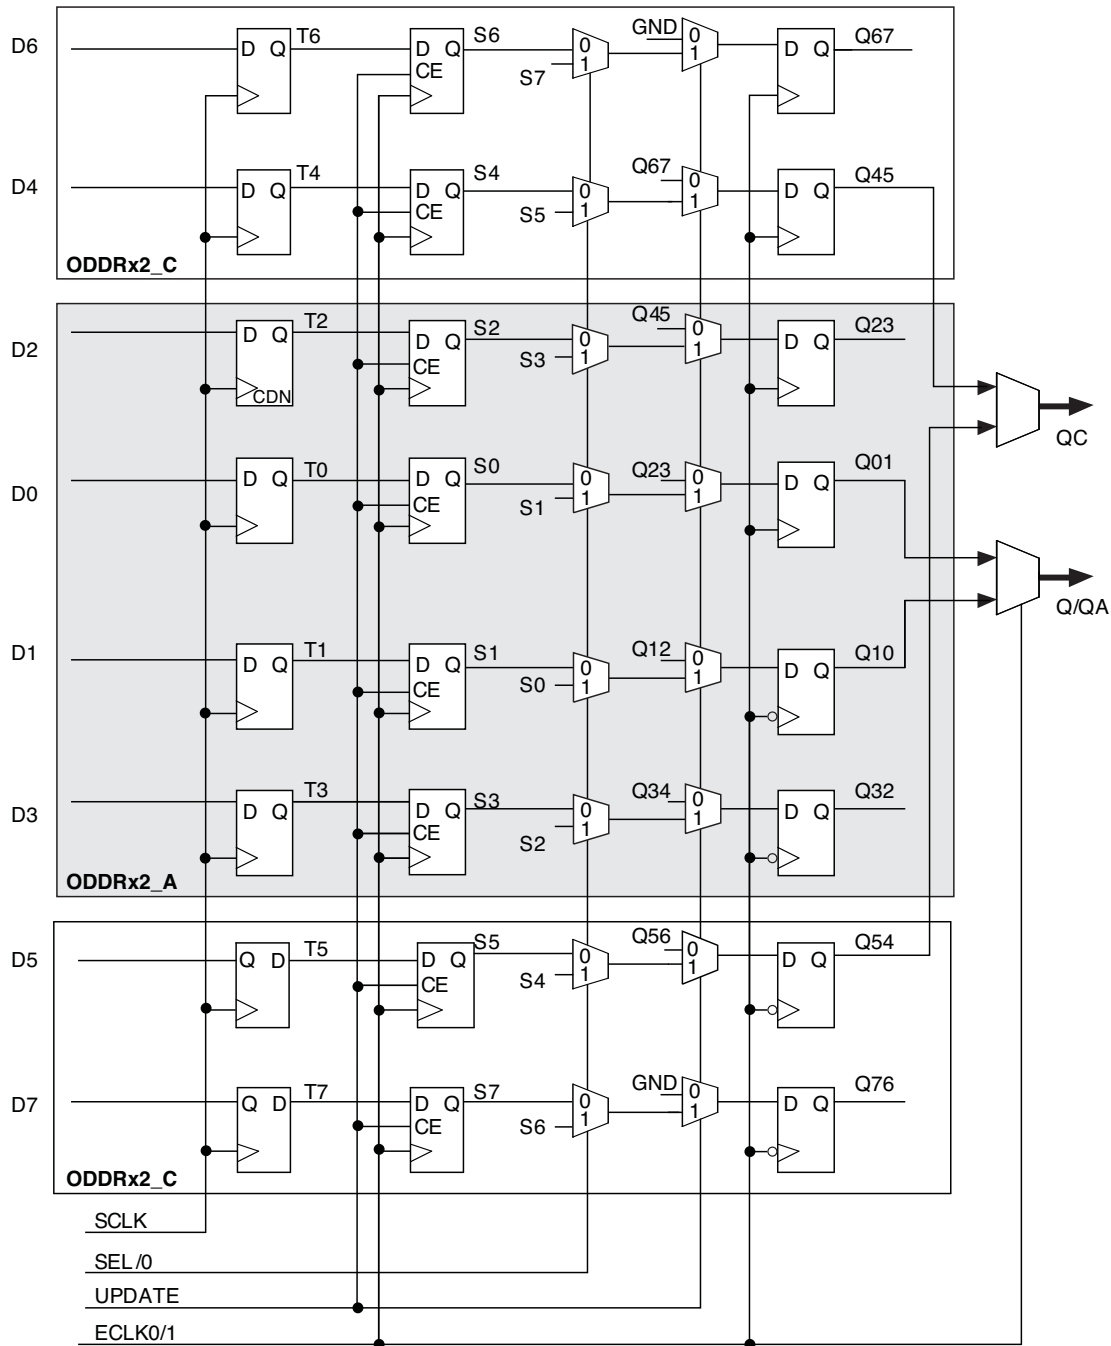 D6 D Q T6 D Q S6 0 GND 0 D Q Q67
CE S7 1 1
D4 D Q T4 D Q S4 0 Q67 0 D Q Q45
CE S5 1 1
ODDRx2_C
D2 D Q T2 D Q S2 0 Q45 0 D Q Q23
CDN CE S3 1 1
QC
D0 D Q T0 D Q S0 0 Q23 0 D Q Q01
CE S1 1 1
Q/QA
D1 D Q T1 D Q S1 0 Q12 0 D Q Q10
CE S0 1 1
D3 D Q T3 D Q S3 0 Q34 0 D Q Q32
CE S2 1 1
ODDRx2_A
D5 Q D T5 D Q S5 0 Q56 0 D Q Q54
CE S4 1 1
D7 Q D T7 D Q S7 0 GND 0 D Q Q76
CE S6 1 1
ODDRx2_C
SCLK
SEL/0
UPDATE
ECLK0/1